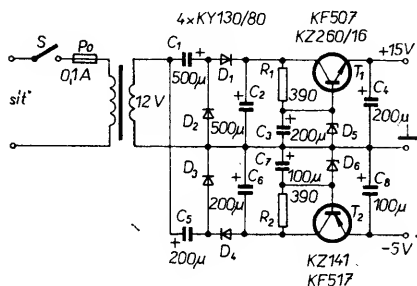 4×KY130/80
KF507
KZ260/16
+15V
S
Po
0,1A
sít'
12 V
C1
500µ
D1
D2
500µ
C2
R1
390
C3
200µ
T1
D5
C4
200µ
D3
C5
200µ
D4
C6
200µ
C7
100µ
390
R2
D6
T2
C8
100µ
KZ141
KF517
-5V